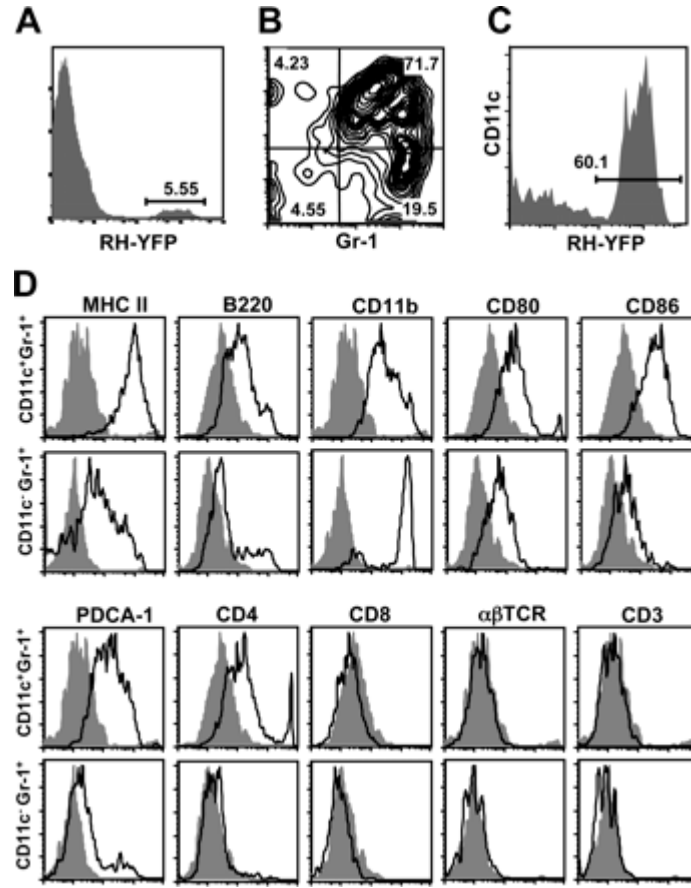 A
B
C
5.55
RH-YFP
4.23
71.7
4.55
19.5
Gr-1
CD11c
60.1
RH-YFP
D
MHC II
B220
CD11b
CD80
CD86
CD11c⁺Gr-1⁺
CD11c⁻ Gr-1⁺
PDCA-1
CD4
CD8
αβTCR
CD3
CD11c⁺Gr-1⁺
CD11c⁻ Gr-1⁺